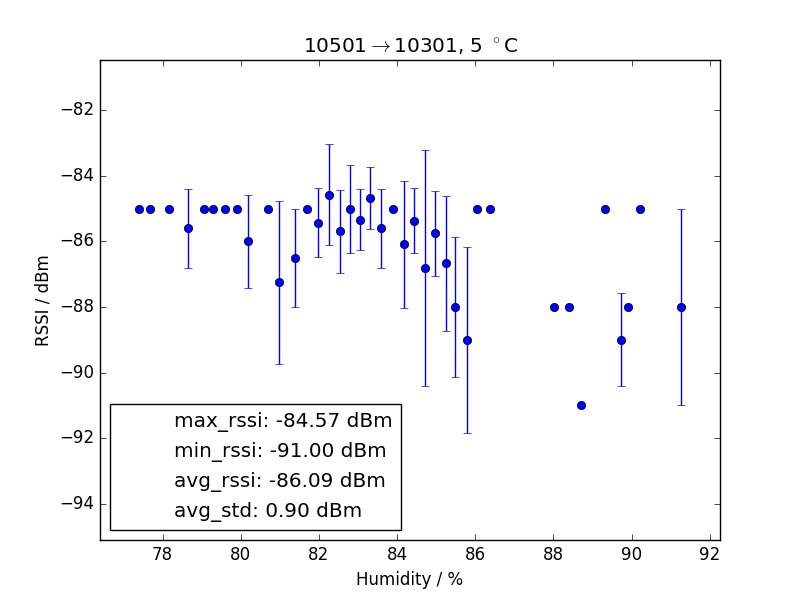 10501→10301, 5 °C
−82
−84
−86
−88
−90
−92
−94
RSSI / dBm
max_rssi: -84.57 dBm
min_rssi: -91.00 dBm
avg_rssi: -86.09 dBm
avg_std: 0.90 dBm
78 80 82 84 86 88 90 92
Humidity / %